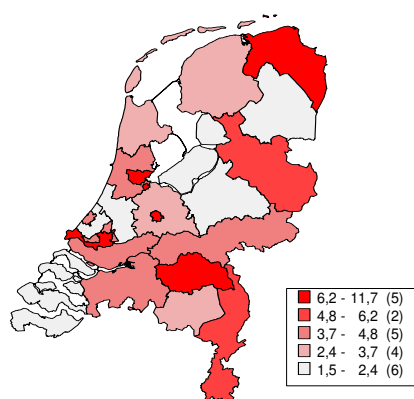 6,2 - 11,7 (5)
4,8 - 6,2 (2)
3,7 - 4,8 (5)
2,4 - 3,7 (4)
1,5 - 2,4 (6)